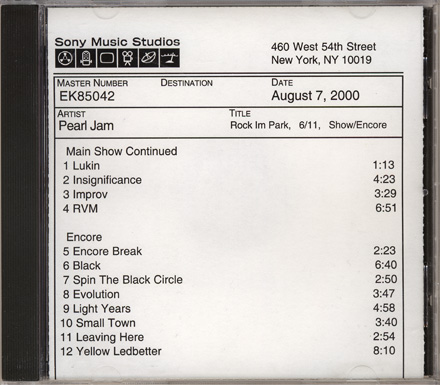 Sony Music Studios
460 West 54th Street
New York, NY 10019
MASTER NUMBER DESTINATION DATE
EK85042 August 7, 2000
ARTIST TITLE
Pearl Jam Rock Im Park, 6/11, Show/Encore
Main Show Continued
1 Lukin 1:13
2 Insignificance 4:23
3 Improv 3:29
4 RVM 6:51
Encore
5 Encore Break 2:23
6 Black 6:40
7 Spin The Black Circle 2:50
8 Evolution 3:47
9 Light Years 4:58
10 Small Town 3:40
11 Leaving Here 2:54
12 Yellow Ledbetter 8:10